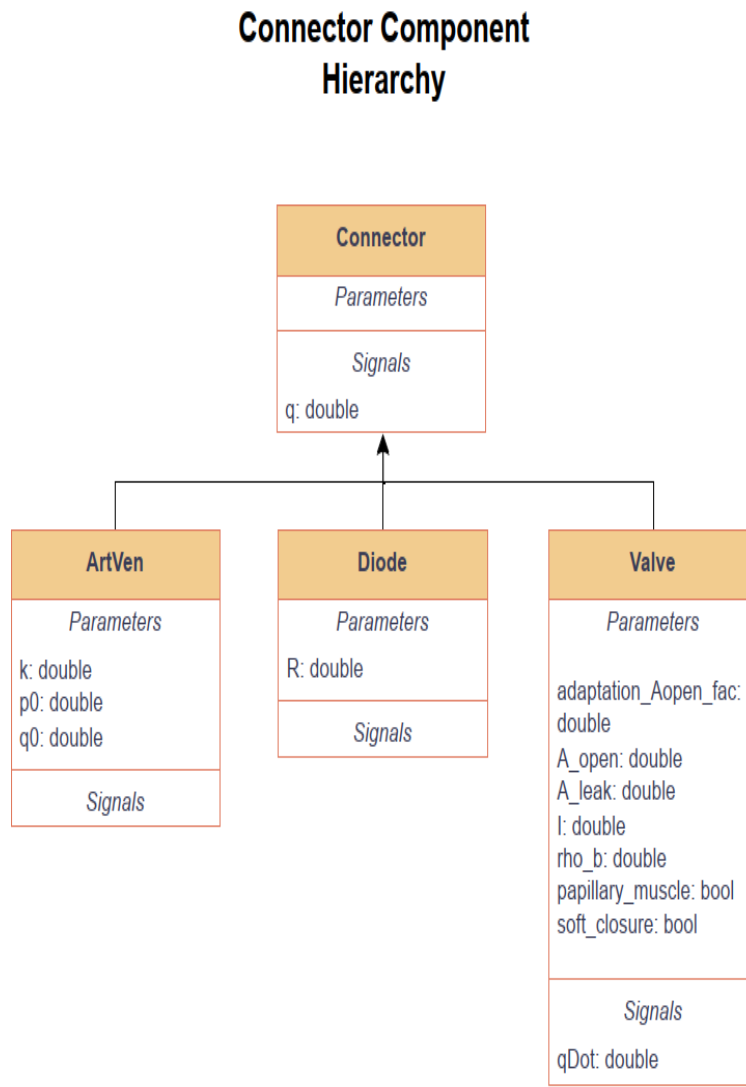 Connector Component
Hierarchy
Connector
Parameters
Signals
q: double
ArtVen
Parameters
k: double
p0: double
q0: double
Signals
Diode
Parameters
R: double
Signals
Valve
Parameters
adaptation_Aopen_fac:
double
A_open: double
A_leak: double
l: double
rho_b: double
papillary_muscle: bool
soft_closure: bool
Signals
qDot: double